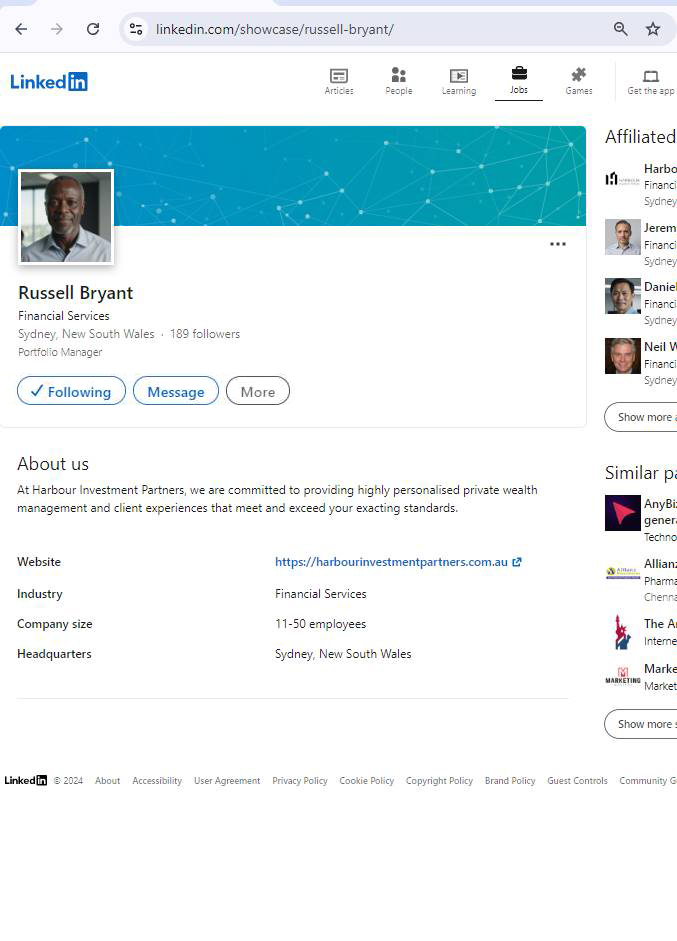 linkedin.com/showcase/russell-bryant/
Linked in
Articles
People
Learning
Jobs
Games
Get the app
Russell Bryant
Financial Services
Sydney, New South Wales · 189 followers
Portfolio Manager
Following
Message
More
About us
At Harbour Investment Partners, we are committed to providing highly personalised private wealth
management and client experiences that meet and exceed your exacting standards.
Website
https://harbourinvestmentpartners.com.au
Industry
Financial Services
Company size
11-50 employees
Headquarters
Sydney, New South Wales
Affiliated
Harbo
Financi
Sydney
Jerem
Financi
Sydney
Daniel
Financi
Sydney
Neil W
Financi
Sydney
Show more a
Similar pa
AnyBiz
genera
Techno
Allianz
Pharma
Chenna
The A
Interne
MARKETING
Marke
Market
Show more s
Linked in © 2024 About Accessibility User Agreement Privacy Policy Cookie Policy Copyright Policy Brand Policy Guest Controls Community G